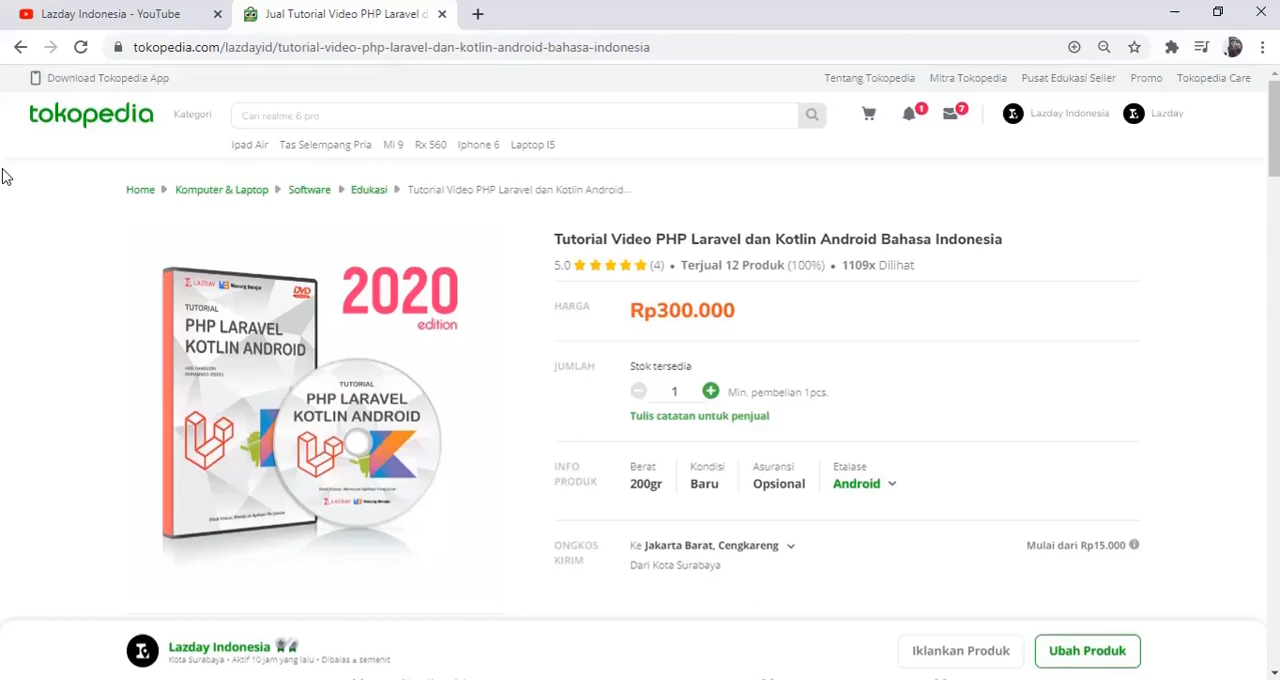 Lazday Indonesia - YouTube
Jual Tutorial Video PHP Laravel d
tokopedia.com/lazdayid/tutorial-video-php-laravel-dan-kotlin-android-bahasa-indonesia
Download Tokopedia App
Tentang Tokopedia Mitra Tokopedia Pusat Edukasi Seller Promo Tokopedia Care
tokopedia Kategori Cari realme 6 pro 1 7 Lazday Indonesia Lazday
Ipad Air Tas Selempang Pria Mi 9 Rx 560 Iphone 6 Laptop I5
Home Komputer & Laptop Software Edukasi Tutorial Video PHP Laravel dan Kotlin Android...
LAZDAY
DVD
TUTORIAL
PHP LARAVEL
KOTLIN ANDROID
2020
edition
TUTORIAL
PHP LARAVEL
KOTLIN ANDROID
LAZDAY
Tutorial Video PHP Laravel dan Kotlin Android Bahasa Indonesia
5.0 (4) • Terjual 12 Produk (100%) • 1109x Dilihat
HARGA Rp300.000
JUMLAH Stok tersedia
1 Min. pembelian 1pcs.
Tulis catatan untuk penjual
INFO PRODUK
Berat Kondisi Asuransi Etalase
200gr Baru Opsional Android
ONGKOS KIRIM
Ke Jakarta Barat, Cengkareng Mulai dari Rp15.000
Dari Kota Surabaya
Lazday Indonesia
Kota Surabaya • Aktif 10 jam yang lalu • Dibalas ± semenit
Iklankan Produk Ubah Produk